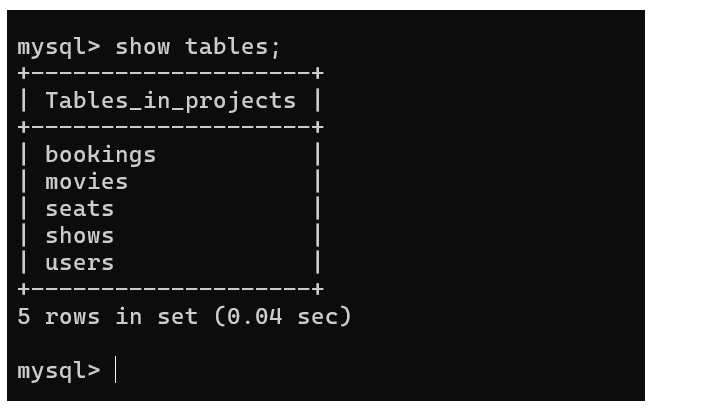 mysql> show tables;
+--------------------+
| Tables_in_projects |
+--------------------+
| bookings           |
| movies             |
| seats              |
| shows              |
| users              |
+--------------------+
5 rows in set (0.04 sec)
mysql>